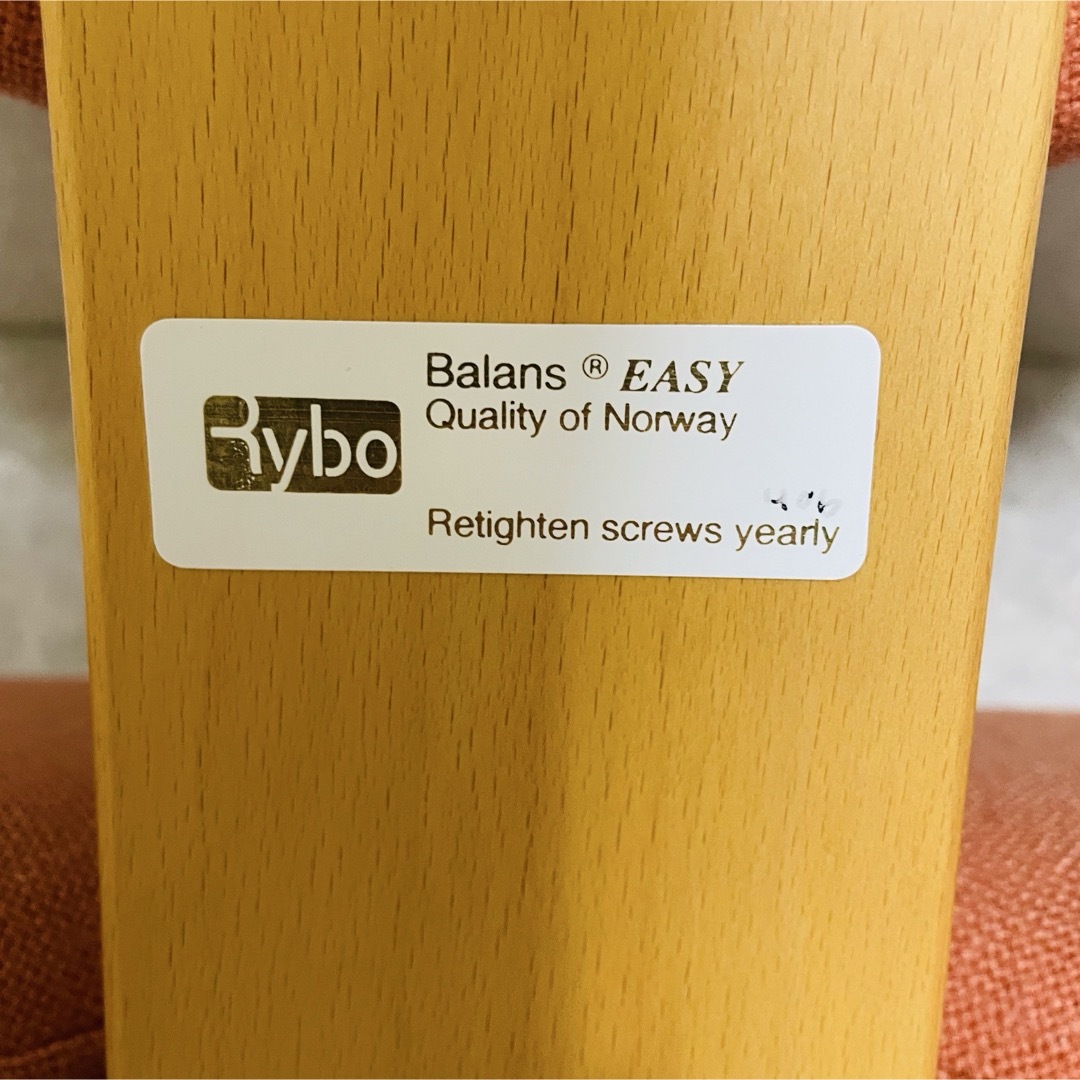 Rybo
Balans ® EASY
Quality of Norway
Retighten screws yearly